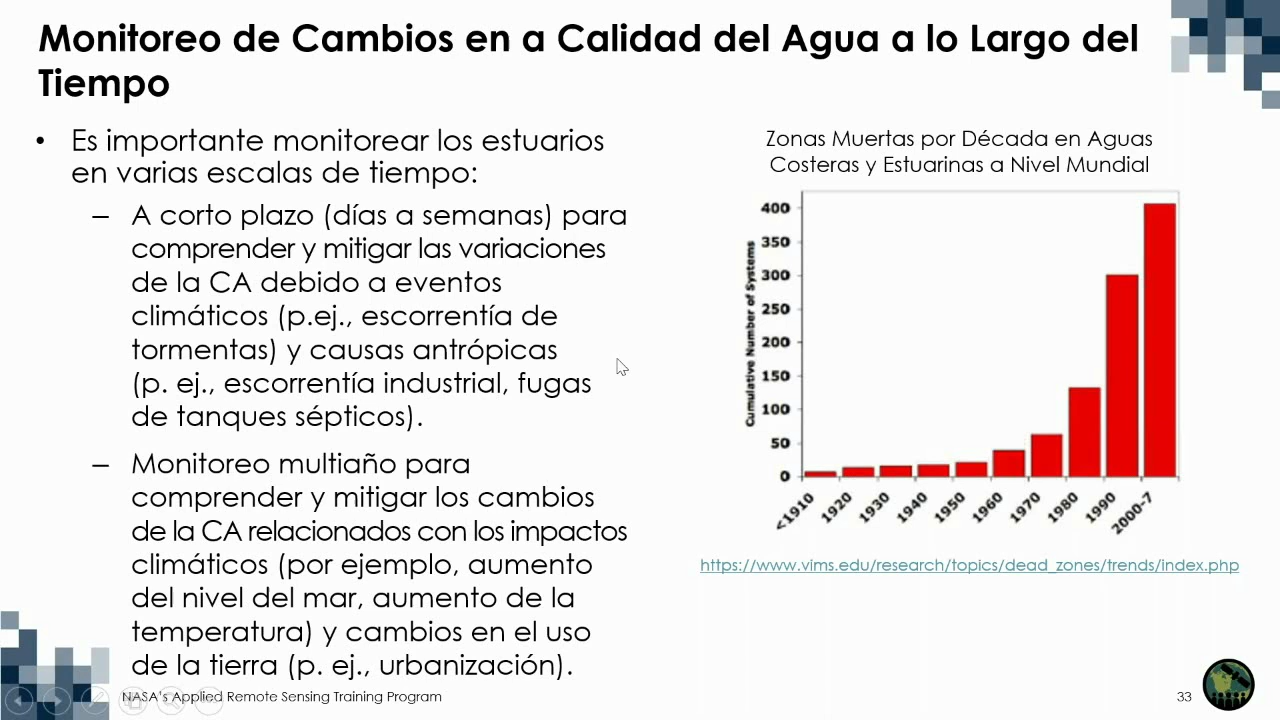 Monitoreo de Cambios en a Calidad del Agua a lo Largo del
Tiempo
• Es importante monitorear los estuarios
en varias escalas de tiempo:
– A corto plazo (días a semanas) para
comprender y mitigar las variaciones
de la CA debido a eventos
climáticos (p.ej., escorrentía de
tormentas) y causas antrópicas
(p. ej., escorrentía industrial, fugas
de tanques sépticos).
– Monitoreo multiaño para
comprender y mitigar los cambios
de la CA relacionados con los impactos
climáticos (por ejemplo, aumento
del nivel del mar, aumento de la
temperatura) y cambios en el uso
de la tierra (p. ej., urbanización).
Zonas Muertas por Década en Aguas
Costeras y Estuarinas a Nivel Mundial
Cumulative Number of Systems
400
350
300
250
200
150
100
50
0
<1910
1920
1930
1940
1950
1960
1970
1980
1990
2000-7
https://www.vims.edu/research/topics/dead_zones/trends/index.php
NASA's Applied Remote Sensing Training Program
33